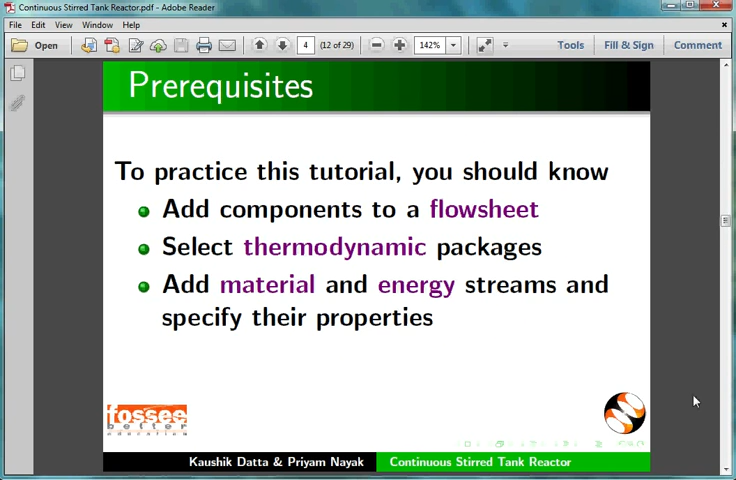 Continuous Stirred Tank Reactor.pdf - Adobe Reader
File Edit View Window Help
Open 4 (12 of 29) 142% Tools Fill & Sign Comment
Prerequisites
To practice this tutorial, you should know
Add components to a flowsheet
Select thermodynamic packages
Add material and energy streams and
specify their properties
fossee
better
education
Kaushik Datta & Priyam Nayak Continuous Stirred Tank Reactor